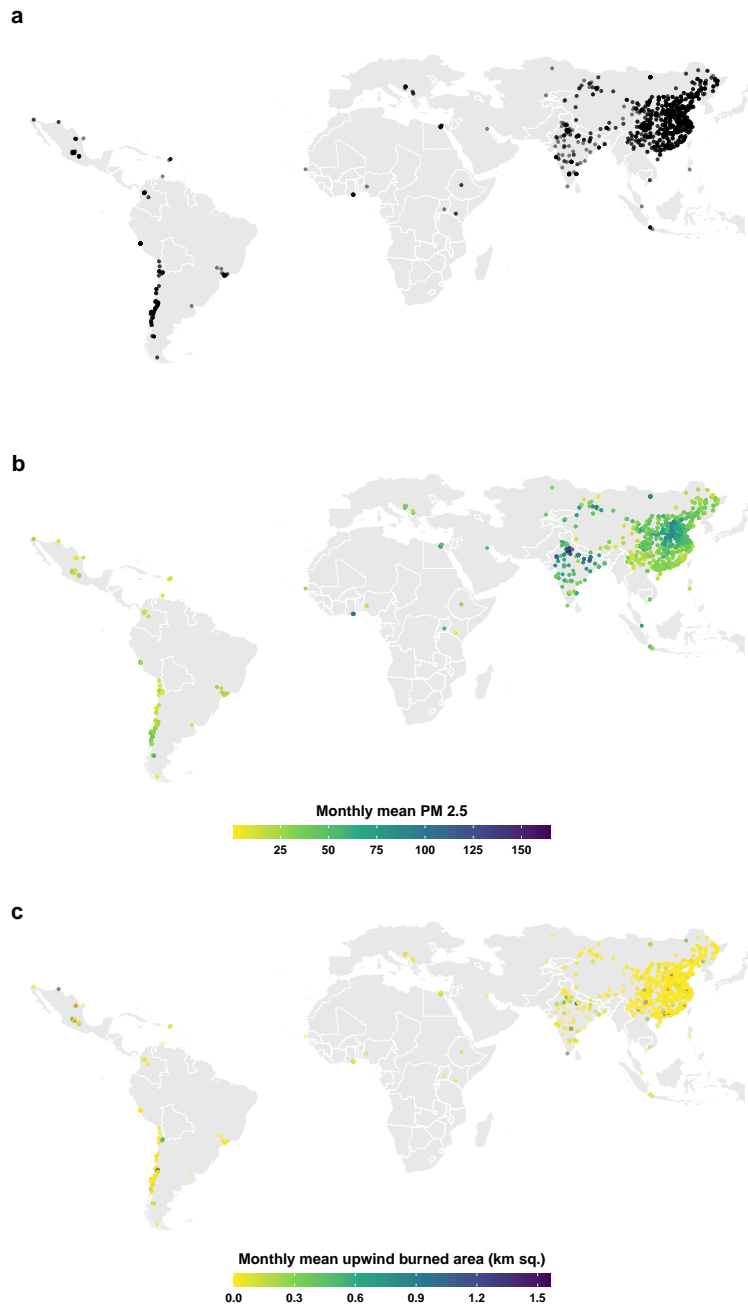 a
b
Monthly mean PM 2.5
25 50 75 100 125 150
c
Monthly mean upwind burned area (km sq.)
0.0 0.3 0.6 0.9 1.2 1.5